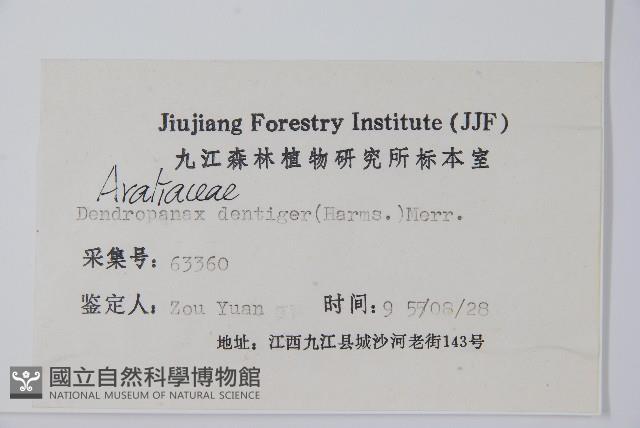 Jiujiang Forestry Institute (JJF)
九江森林植物研究所标本室
Araliaceae
Dendropanax dentiger(Harms.)Merr.
采集号: 63360
鉴定人: Zou Yuan 时间: 9 5/08/28
地址: 江西九江县城沙河老街143号
國立自然科學博物館
NATIONAL MUSEUM OF NATURAL SCIENCE